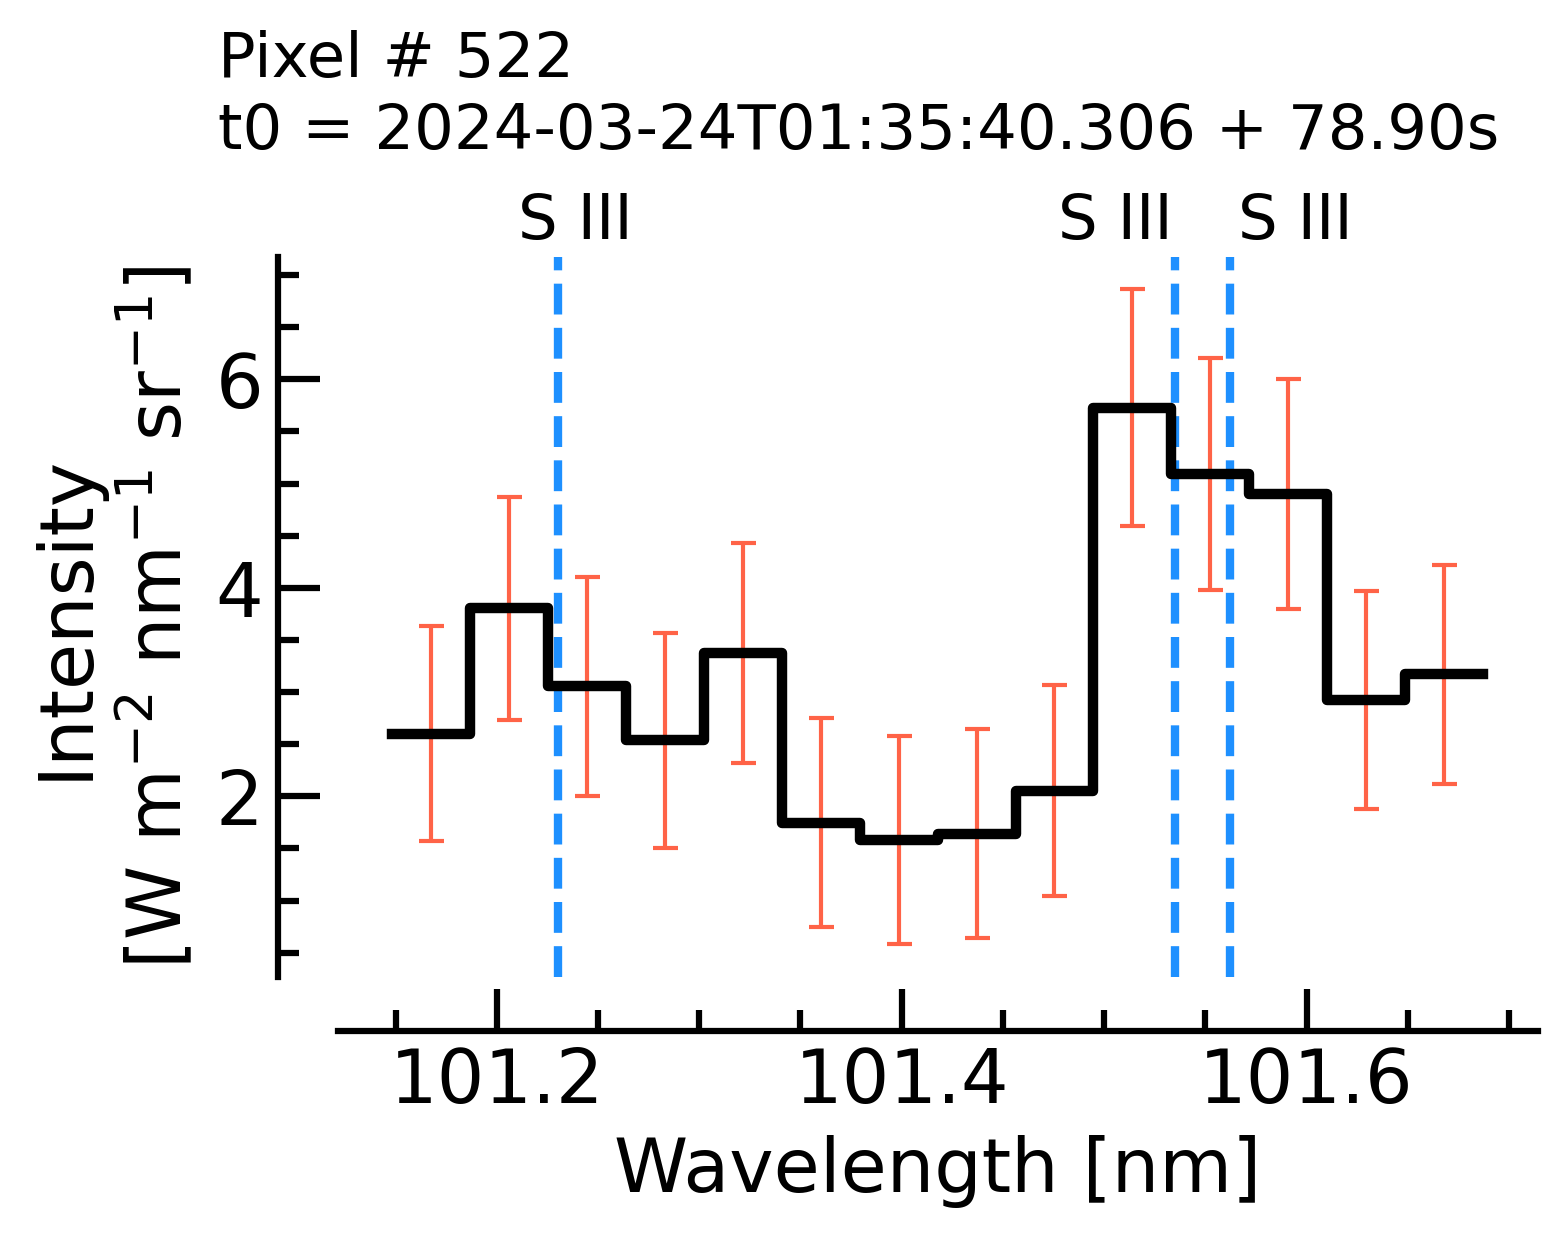 Pixel # 522
t0 = 2024-03-24T01:35:40.306 + 78.90s
S III S III S III
Intensity
[W m⁻² nm⁻¹ sr⁻¹]
6
4
2
101.2 101.4 101.6
Wavelength [nm]